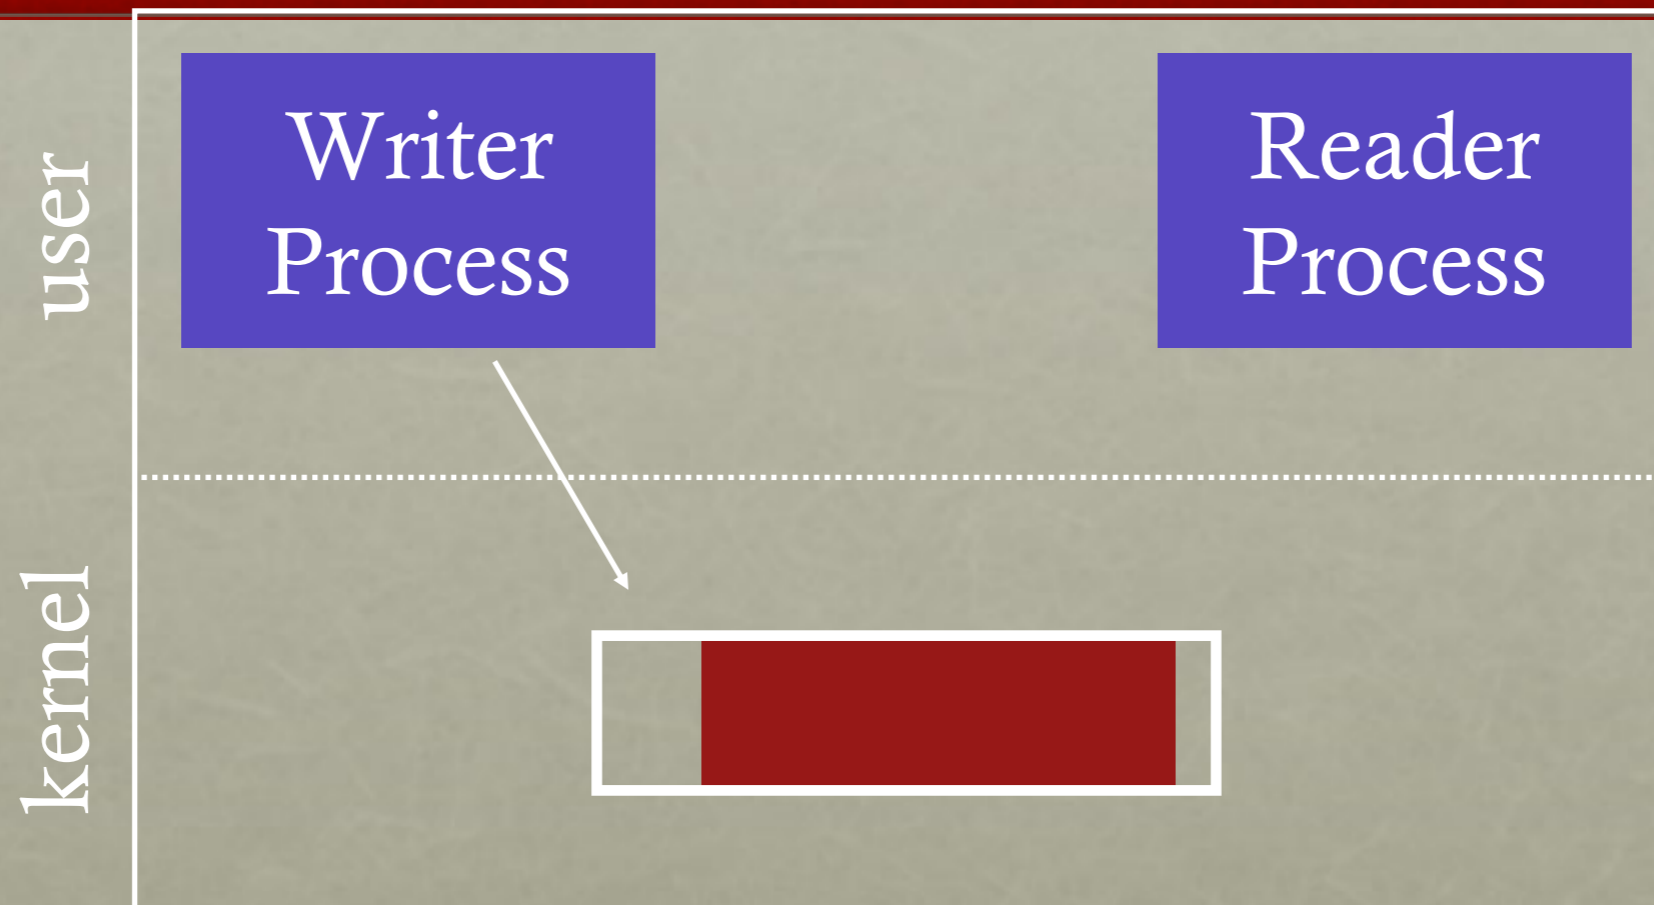 user
Writer
Process
Reader
Process
kernel